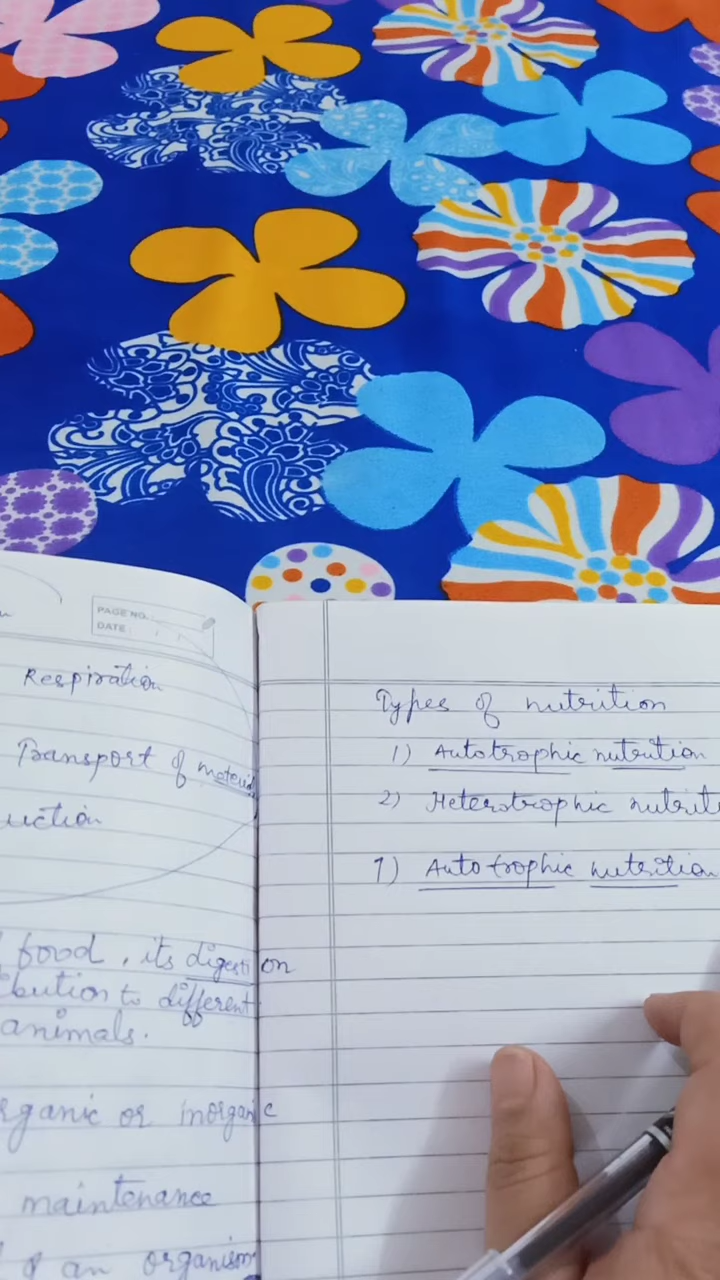 PAGE NO.
DATE
Respiration
Transport of material
uction
food, its digestion
bution to different
animals.
rganic or inorganic
maintenance
of an organism
Types of nutrition
1) Autotrophic nutrition
2) Heterotrophic nutriti
1) Autotrophic nutrition